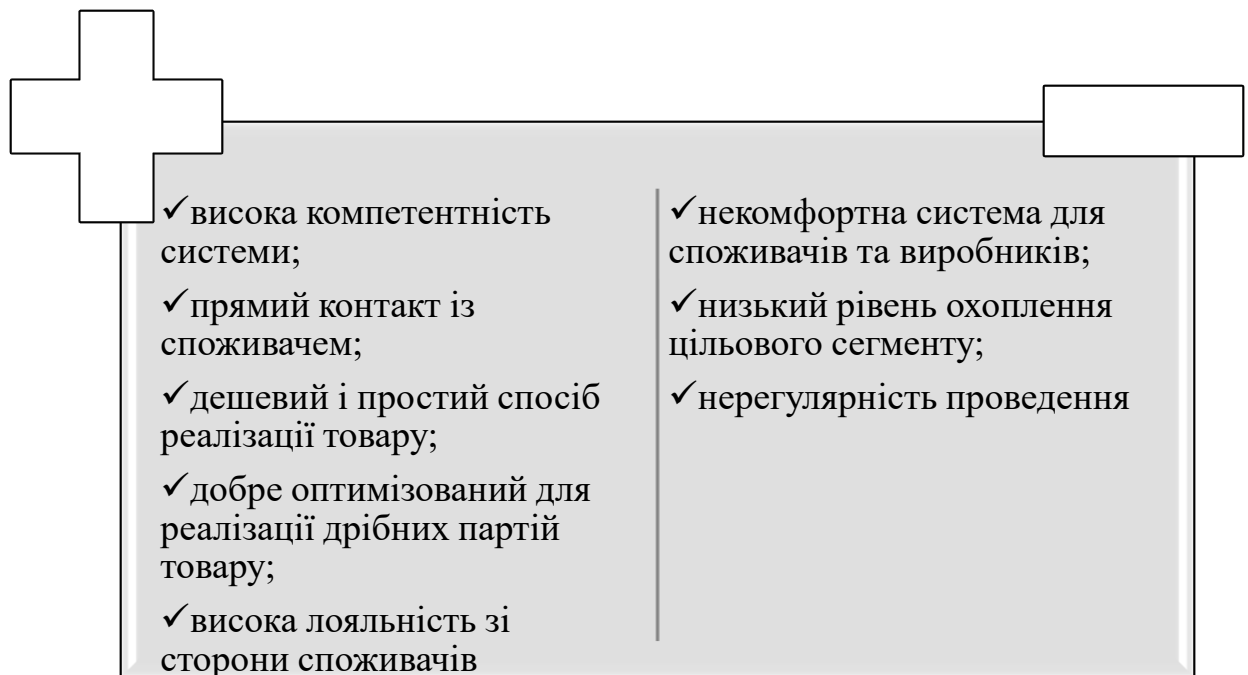 ✓високa компетентність
системи;
✓прямий контакт із
споживачем;
✓дешевий і простий спосіб
реалізації товару;
✓добре оптимізований для
реалізації дрібних партій
товару;
✓висока лояльність зі
сторони споживачів
✓некомфортна система для
споживачів та виробників;
✓низький рівень охоплення
цільового сегменту;
✓нерегулярність проведення